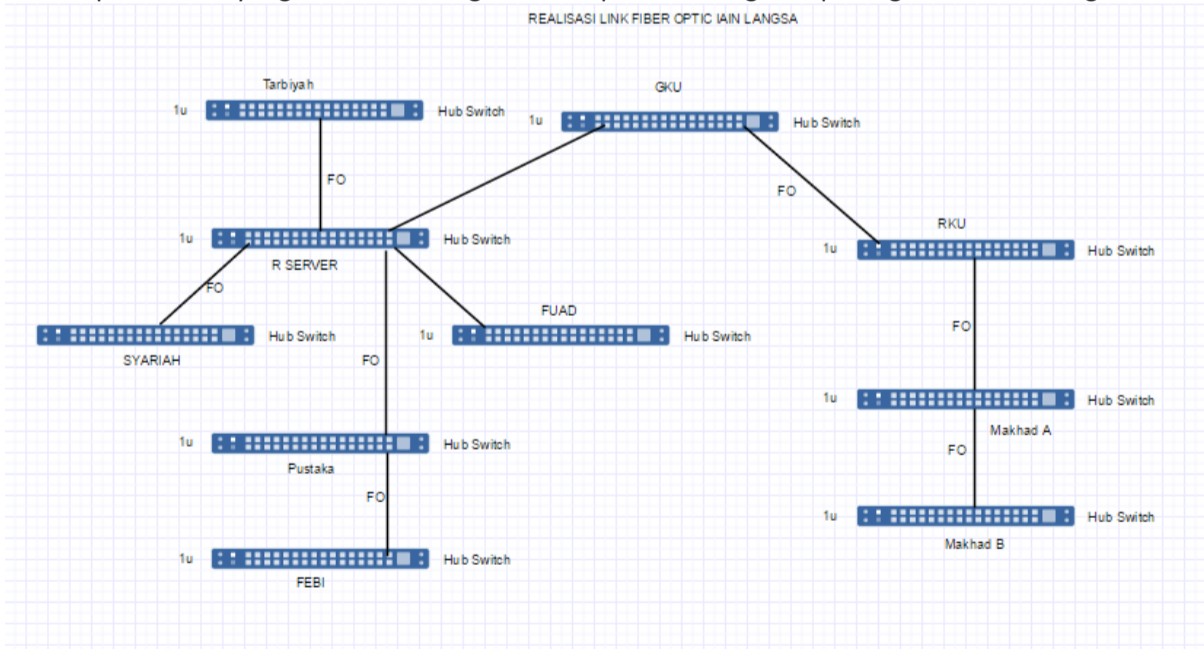 REALISASI LINK FIBER OPTIC IAIN LANGSA
Tarbiyah
GKU
1u Hub Switch
1u Hub Switch
FO
FO
RKU
1u Hub Switch
R SERVER
1u Hub Switch
FO
FUAD
Hub Switch
1u Hub Switch
SYARIAH
FO
FO
1u Hub Switch
Makhad A
1u Hub Switch
Pustaka
FO
FO
1u Hub Switch
Makhad B
1u Hub Switch
FEBI